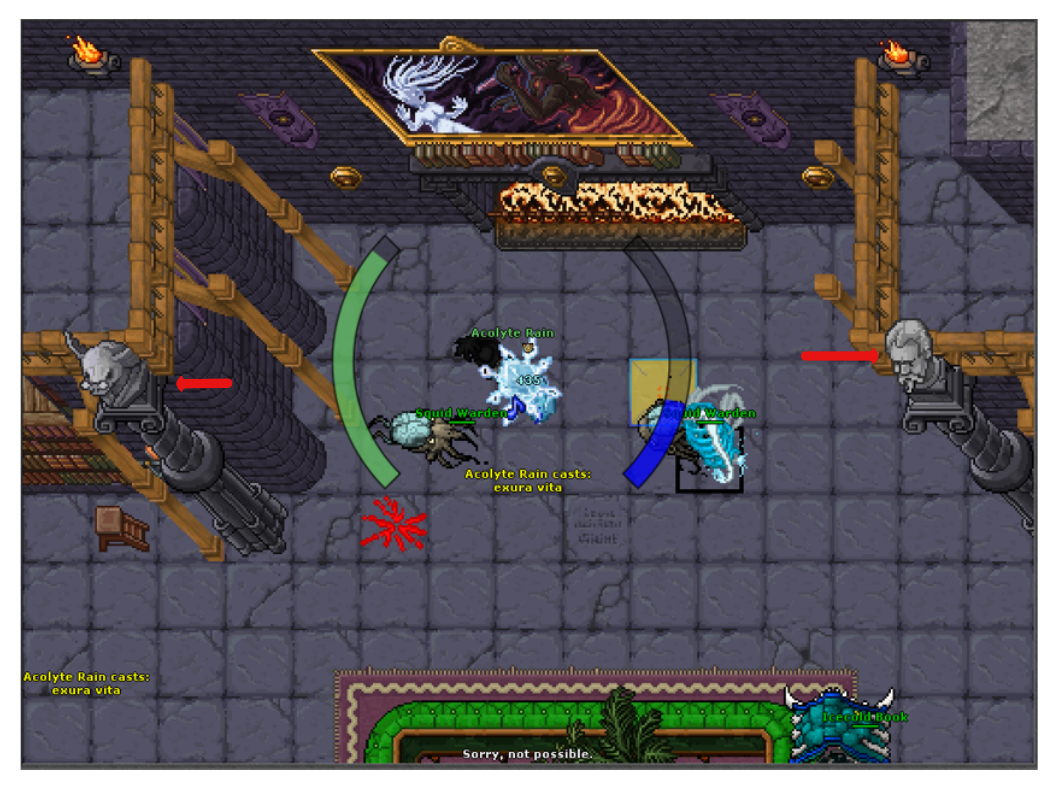 Acolyte Rain
435
Squid Warden
Squid Warden
Acolyte Rain casts:
exura vita
Acolyte Rain casts:
exura vita
Icecold Book
Sorry, not possible.